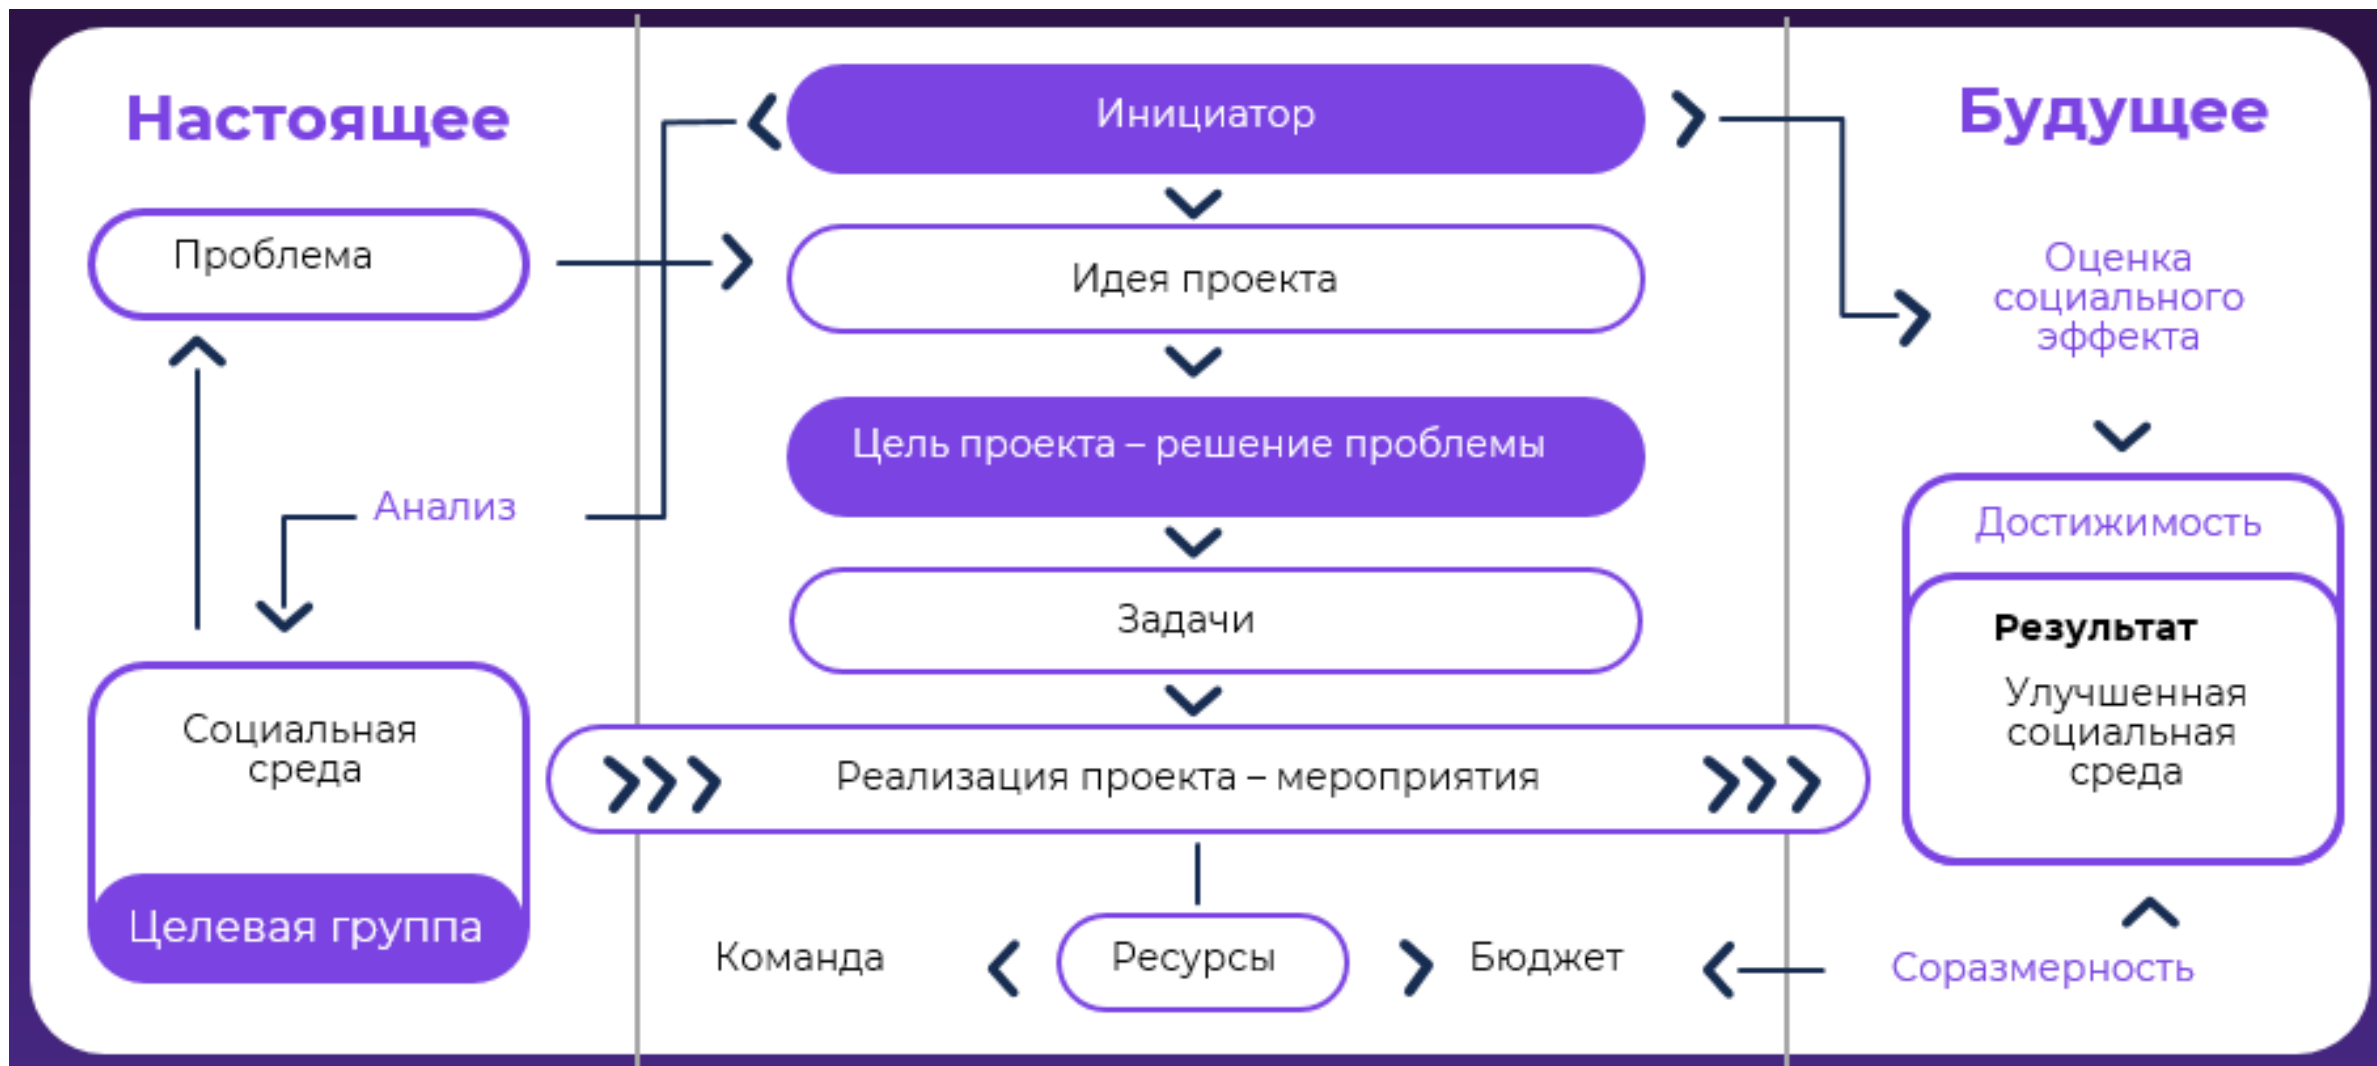 Настоящее
Проблема
Анализ
Социальная
среда
Целевая группа
Инициатор
Идея проекта
Цель проекта – решение проблемы
Задачи
Реализация проекта – мероприятия
Команда
Ресурсы
Бюджет
Будущее
Оценка
социального
эффекта
Достижимость
Результат
Улучшенная
социальная
среда
Соразмерность